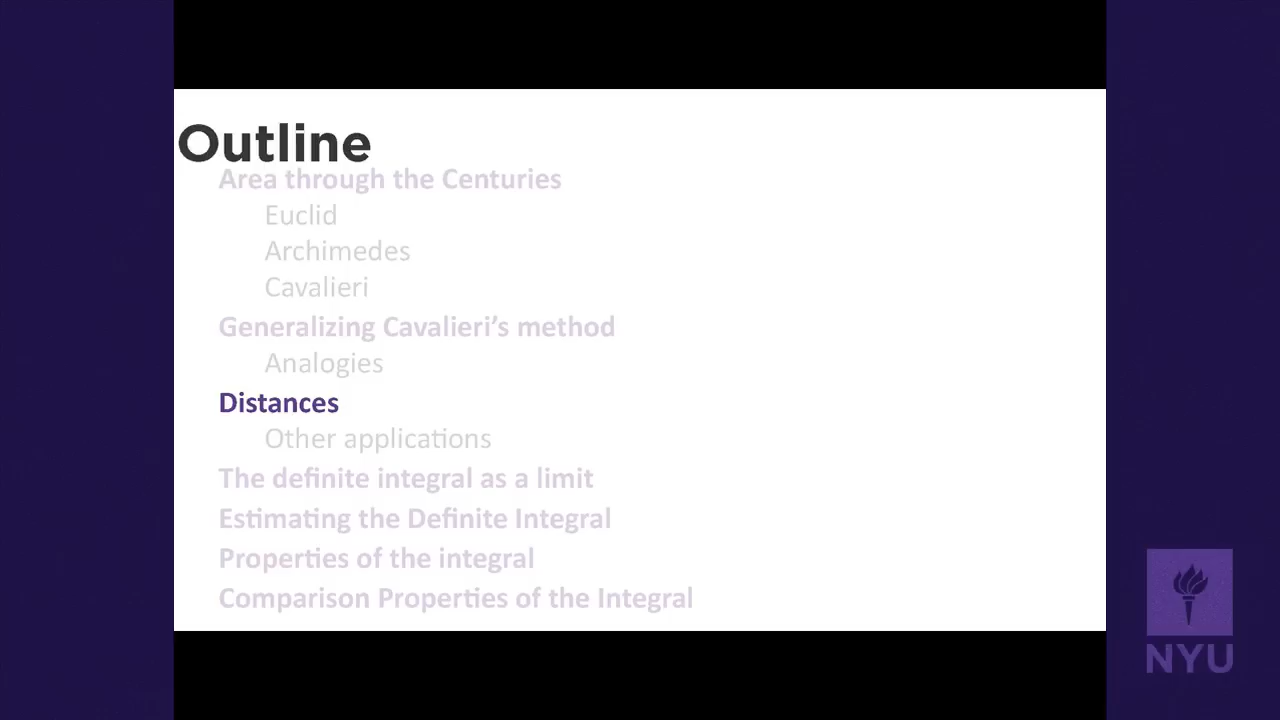 Outline
Area through the Centuries
Euclid
Archimedes
Cavalieri
Generalizing Cavalieri’s method
Analogies
Distances
Other applications
The definite integral as a limit
Estimating the Definite Integral
Properties of the integral
Comparison Properties of the Integral
NYU